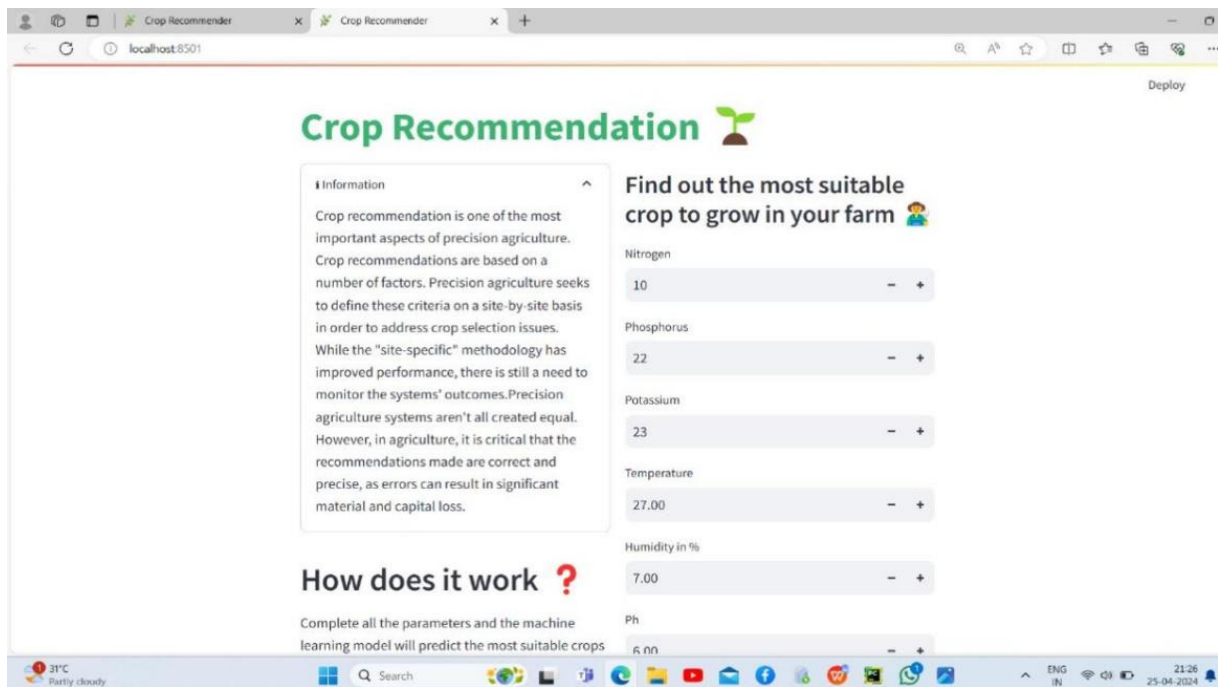 Crop Recommender
Crop Recommender
localhost:8501
Deploy
Crop Recommendation
Information
Crop recommendation is one of the most
important aspects of precision agriculture.
Crop recommendations are based on a
number of factors. Precision agriculture seeks
to define these criteria on a site-by-site basis
in order to address crop selection issues.
While the "site-specific" methodology has
improved performance, there is still a need to
monitor the systems' outcomes.Precision
agriculture systems aren't all created equal.
However, in agriculture, it is critical that the
recommendations made are correct and
precise, as errors can result in significant
material and capital loss.
How does it work ❓
Complete all the parameters and the machine
learning model will predict the most suitable crops
Find out the most suitable
crop to grow in your farm
Nitrogen
10
Phosphorus
22
Potassium
23
Temperature
27.00
Humidity in %
7.00
Ph
6.00
1
31°C
Partly cloudy
Search
ENG
IN
21:26
25-04-2024